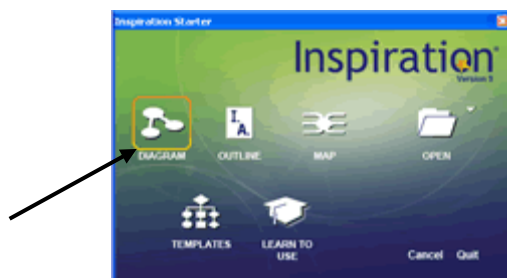 Inspiration Starter
Inspiration
Version 9
I.
A.
DIAGRAM
OUTLINE
MAP
OPEN
TEMPLATES
LEARN TO
USE
Cancel Quit